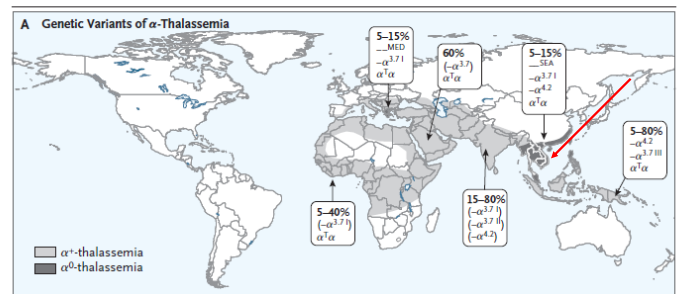 A Genetic Variants of α-Thalassemia
5–15%
__MED
-α3.7 I
αTα
60%
(-α3.7)
αTα
5–15%
__SEA
-α3.7 I
-α4.2
αTα
5–80%
-α4.2
-α3.7 III
αTα
5–40%
(-α3.7 I)
αTα
15–80%
(-α3.7 I)
(-α3.7 II)
(-α4.2)
α+-thalassemia
α0-thalassemia